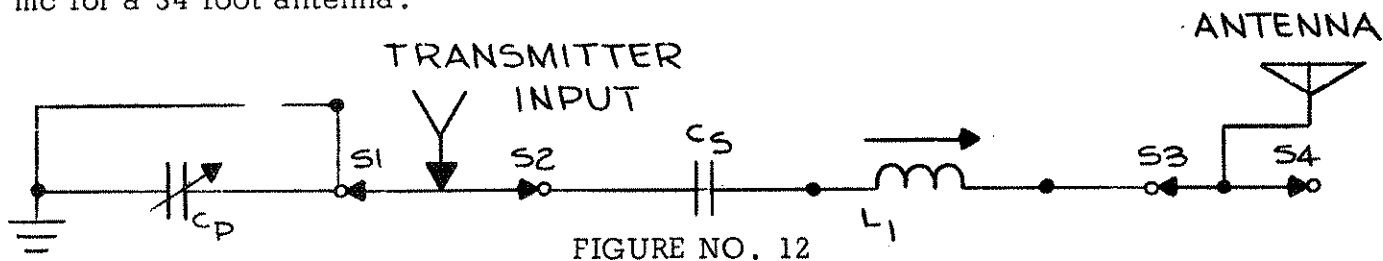 mc for a 34 foot antenna.
ANTENNA
TRANSMITTER
INPUT
S1
S2
CS
S3
S4
CP
L1
FIGURE NO. 12